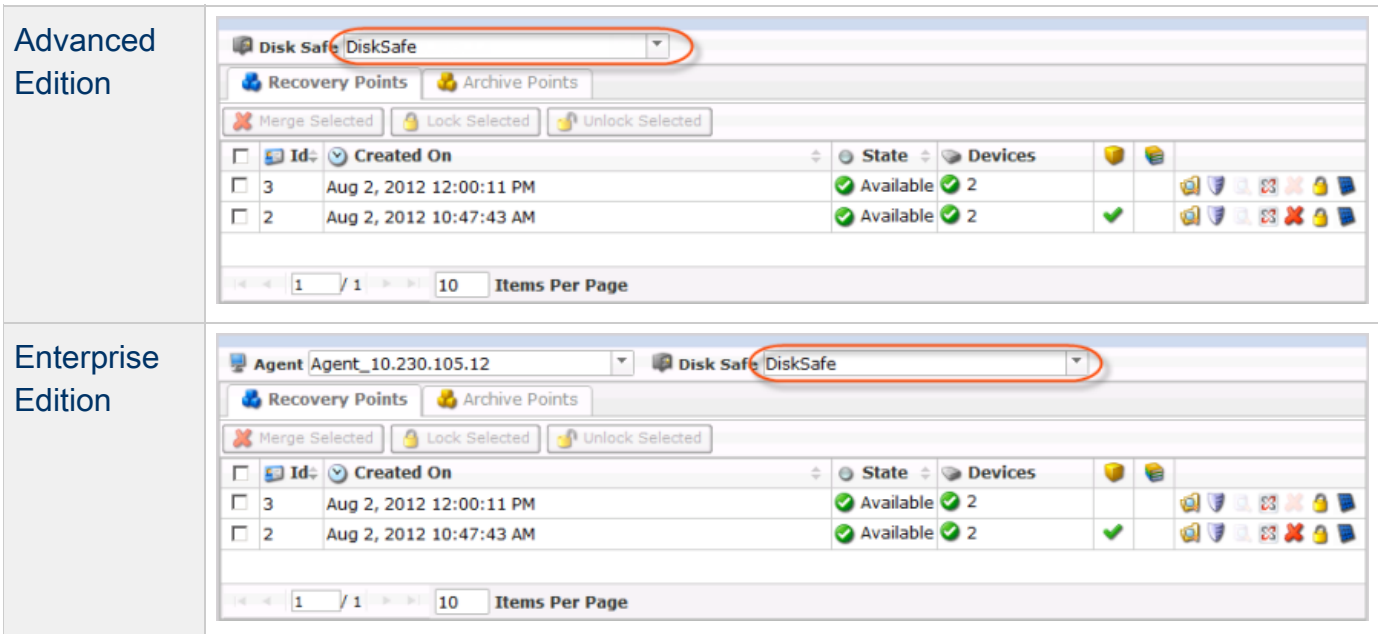 Advanced
Edition
Disk Safe DiskSafe
Recovery Points Archive Points
Merge Selected Lock Selected Unlock Selected
Id Created On State Devices
3 Aug 2, 2012 12:00:11 PM Available 2
2 Aug 2, 2012 10:47:43 AM Available 2
1 / 1 10 Items Per Page
Enterprise
Edition
Agent Agent_10.230.105.12 Disk Safe DiskSafe
Recovery Points Archive Points
Merge Selected Lock Selected Unlock Selected
Id Created On State Devices
3 Aug 2, 2012 12:00:11 PM Available 2
2 Aug 2, 2012 10:47:43 AM Available 2
1 / 1 10 Items Per Page